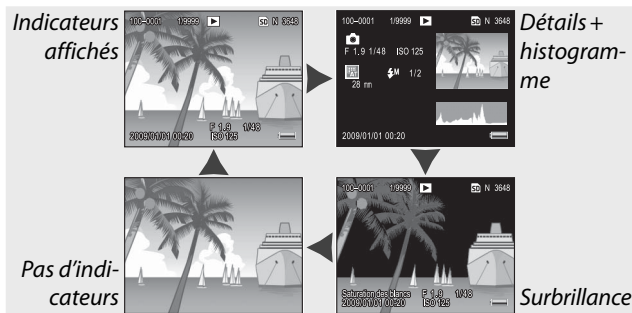 Indicateurs
affichés
100–0001 1/9999 SD N 3648
F 1.9 1/48
2009/01/01 00:20 ISO 125
100–0001 1/9999 SD N 3648
F 1.9 1/48 ISO 125
28 mm M 1/2
2009/01/01 00:20
Détails +
histogram-
me
Pas d’indi-
cateurs
100–0001 1/9999 SD N 3648
Saturation des blancs F 1.9 1/48
2009/01/01 00:20 ISO 125
Surbrillance